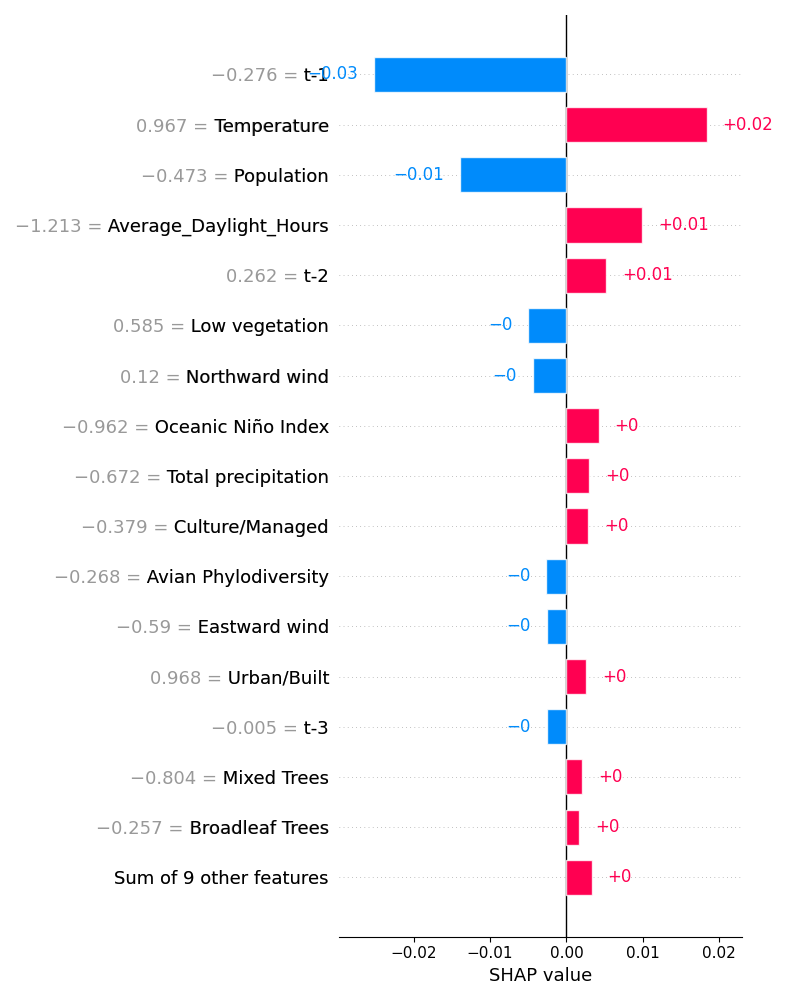 −0.276 = t-1 −0.03
0.967 = Temperature +0.02
−0.473 = Population −0.01
−1.213 = Average_Daylight_Hours +0.01
0.262 = t-2 +0.01
0.585 = Low vegetation −0
0.12 = Northward wind −0
−0.962 = Oceanic Niño Index +0
−0.672 = Total precipitation +0
−0.379 = Culture/Managed +0
−0.268 = Avian Phylodiversity −0
−0.59 = Eastward wind −0
0.968 = Urban/Built +0
−0.005 = t-3 −0
−0.804 = Mixed Trees +0
−0.257 = Broadleaf Trees +0
Sum of 9 other features +0
−0.02 −0.01 0.00 0.01 0.02
SHAP value